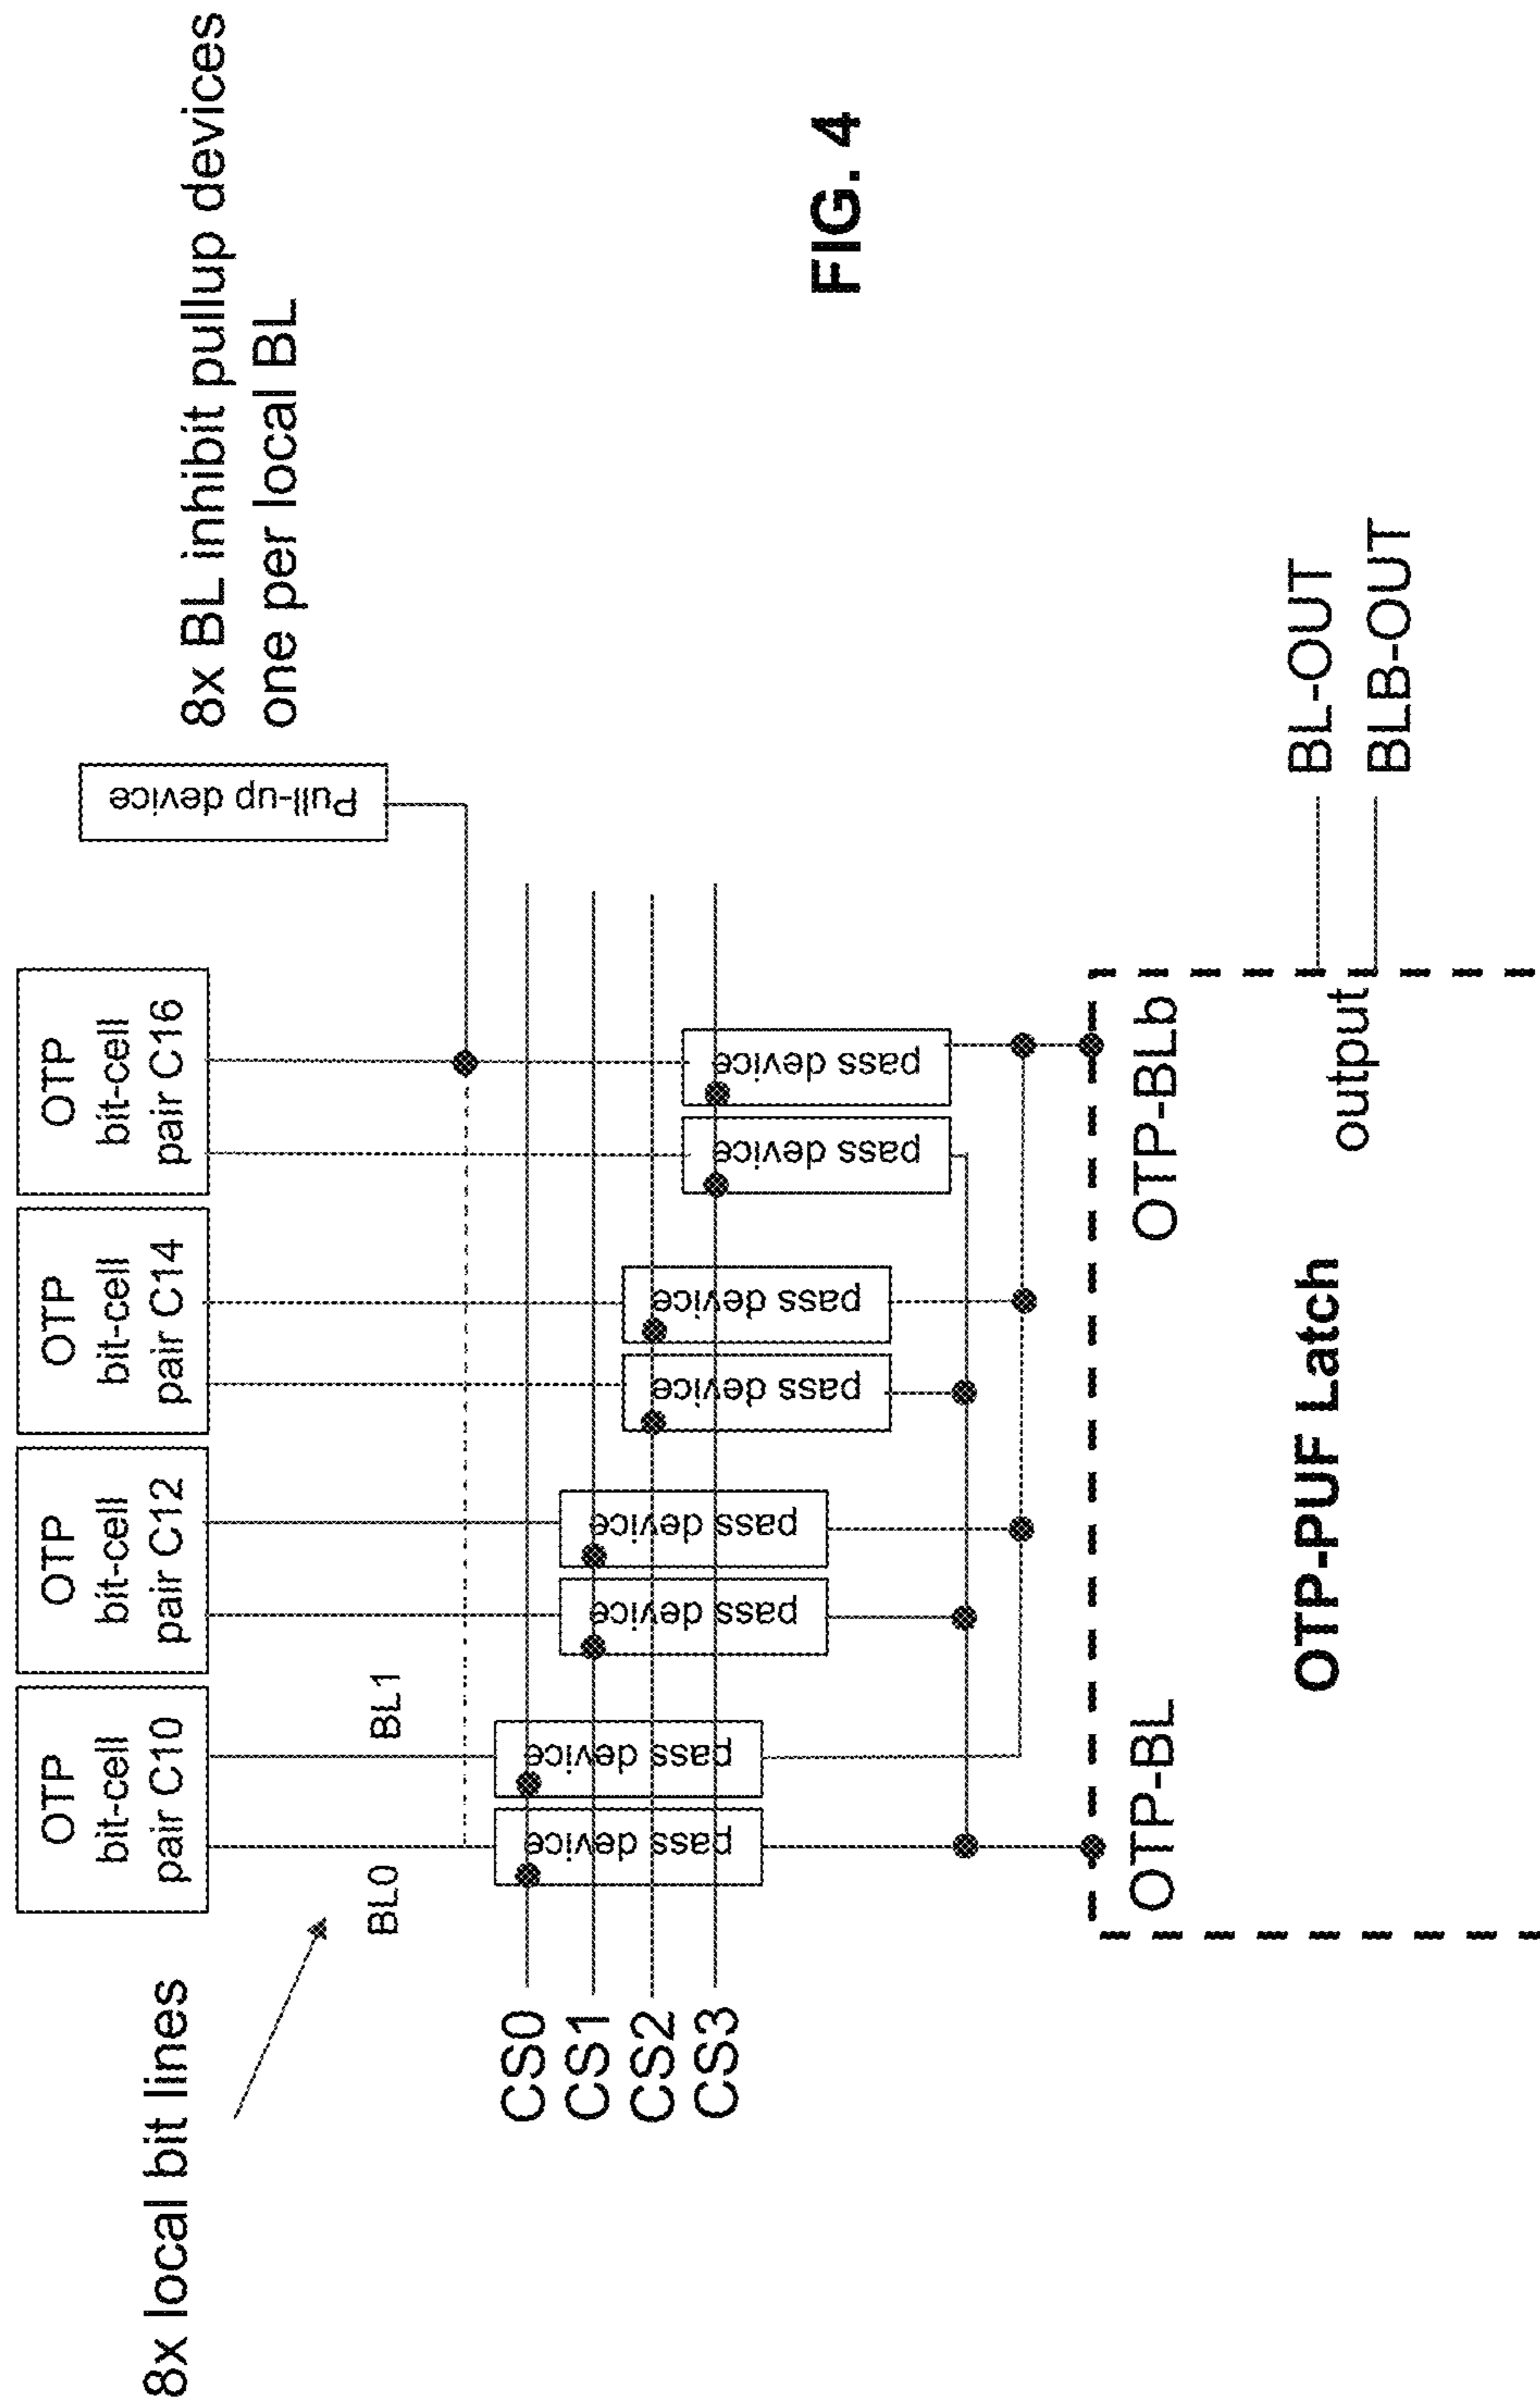 8x local bit lines
OTP
bit-cell
pair C10
OTP
bit-cell
pair C12
OTP
bit-cell
pair C14
OTP
bit-cell
pair C16
Pull-up device
8x BL inhibit pullup devices
one per local BL
BL0
BL1
CS0
CS1
CS2
CS3
pass device
pass device
pass device
pass device
pass device
pass device
pass device
pass device
OTP-BL
OTP-BLb
OTP-PUF Latch
output
BL-OUT
BLB-OUT
FIG. 4